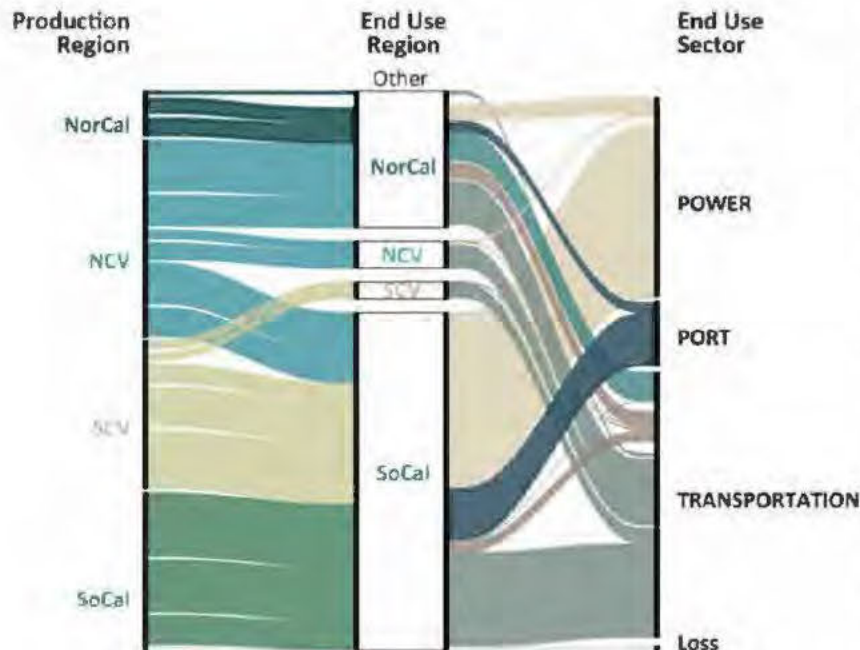 Production
Region
End Use
Region
End Use
Sector
Other
NorCal
NCV
SCV
SoCal
NorCal
NCV
SCV
SoCal
POWER
PORT
TRANSPORTATION
Loss